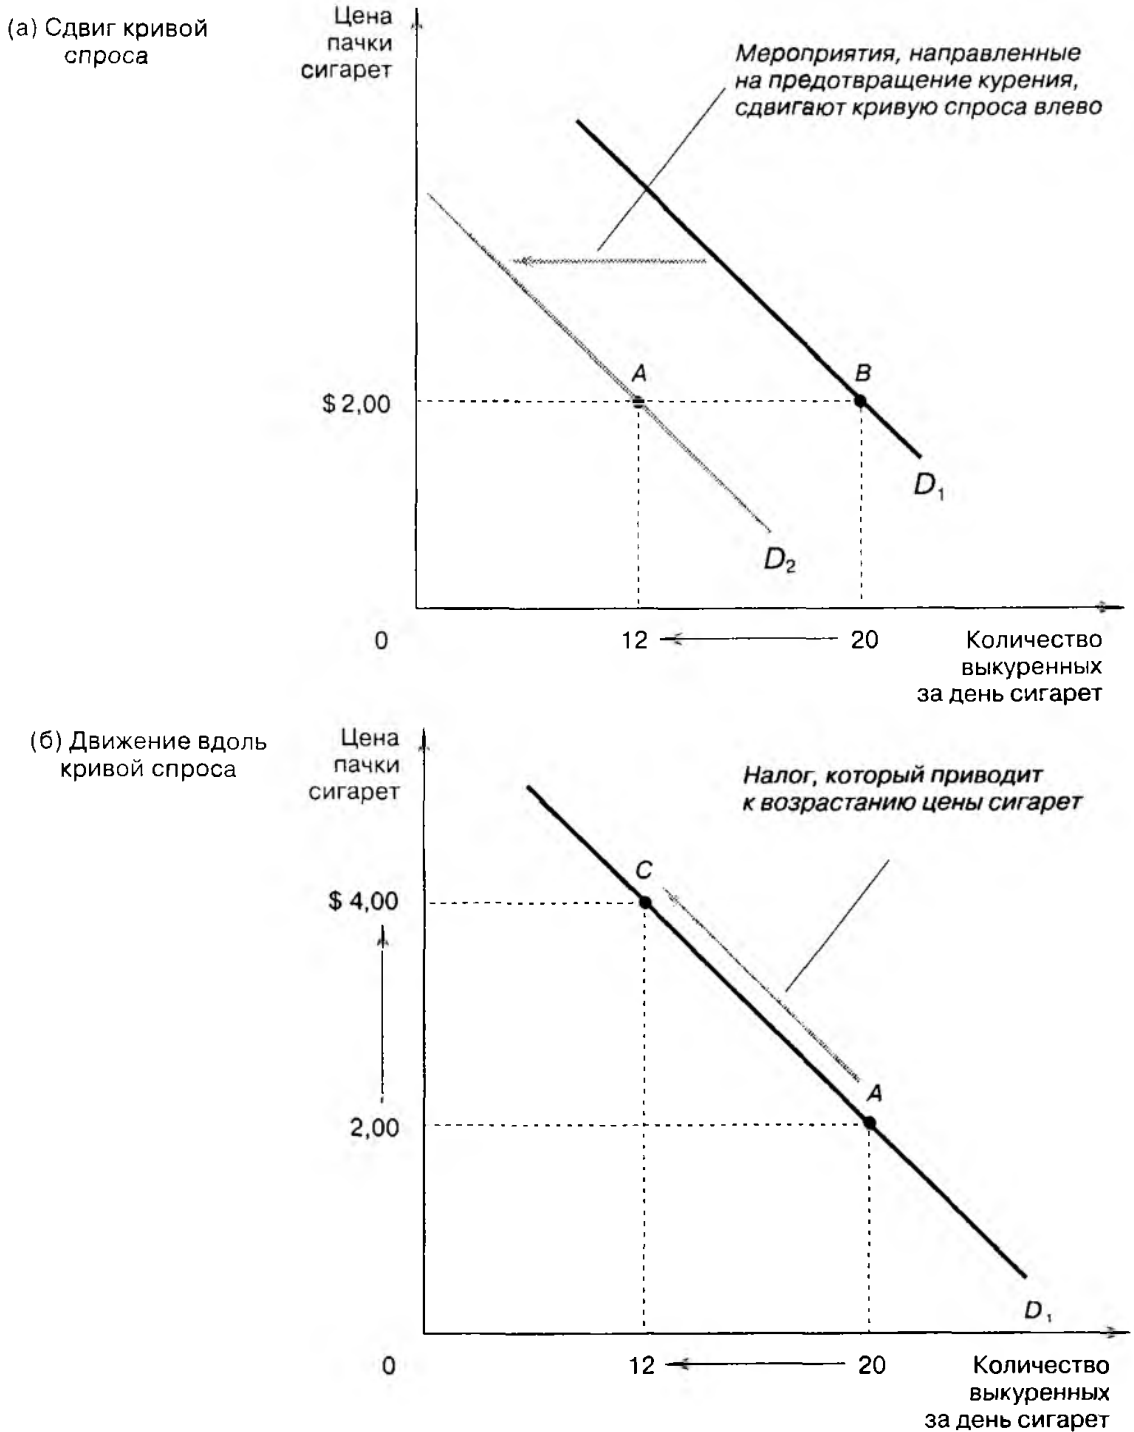 (а) Сдвиг кривой
спроса
Цена
пачки
сигарет
Мероприятия, направленные
на предотвращение курения,
сдвигают кривую спроса влево
A
B
$ 2,00
D1
D2
0
12
20
Количество
выкуренных
за день сигарет
(б) Движение вдоль
кривой спроса
Цена
пачки
сигарет
Налог, который приводит
к возрастанию цены сигарет
C
$ 4,00
A
2,00
D1
0
12
20
Количество
выкуренных
за день сигарет